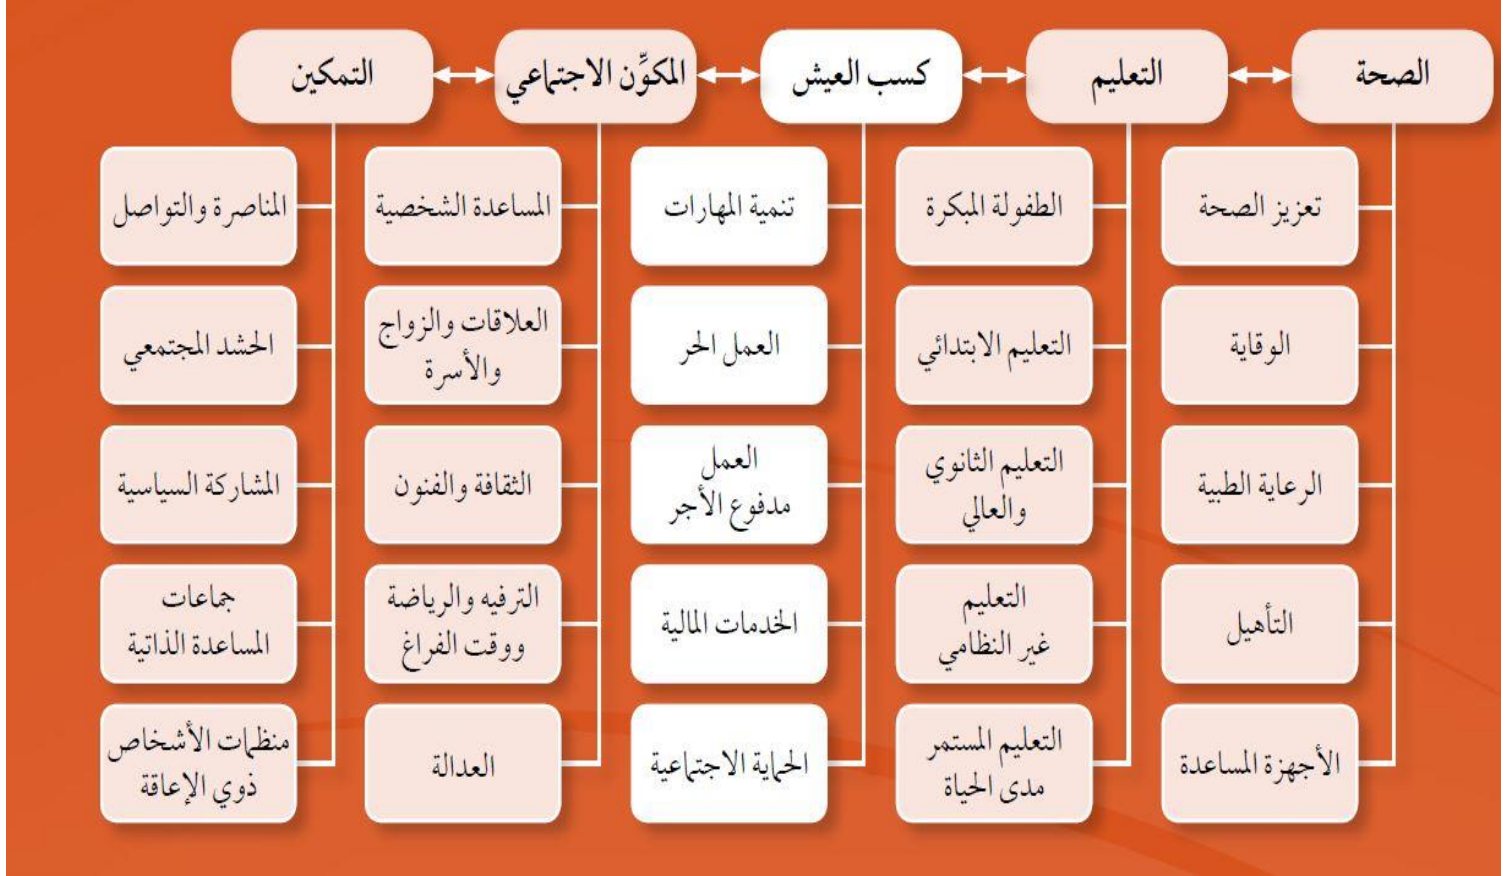 الصحة
التعليم
كسب العيش
المكوِّن الاجتماعي
التمكين
تعزيز الصحة
الوقاية
الرعاية الطبية
التأهيل
الأجهزة المساعدة
الطفولة المبكرة
التعليم الابتدائي
التعليم الثانوي
والعالي
التعليم
غير النظامي
التعليم المستمر
مدى الحياة
تنمية المهارات
العمل الحر
العمل
مدفوع الأجر
الخدمات المالية
الحماية الاجتماعية
المساعدة الشخصية
العلاقات والزواج
والأسرة
الثقافة والفنون
الترفيه والرياضة
ووقت الفراغ
العدالة
المناصرة والتواصل
الحشد المجتمعي
المشاركة السياسية
جماعات
المساعدة الذاتية
منظمات الأشخاص
ذوي الإعاقة